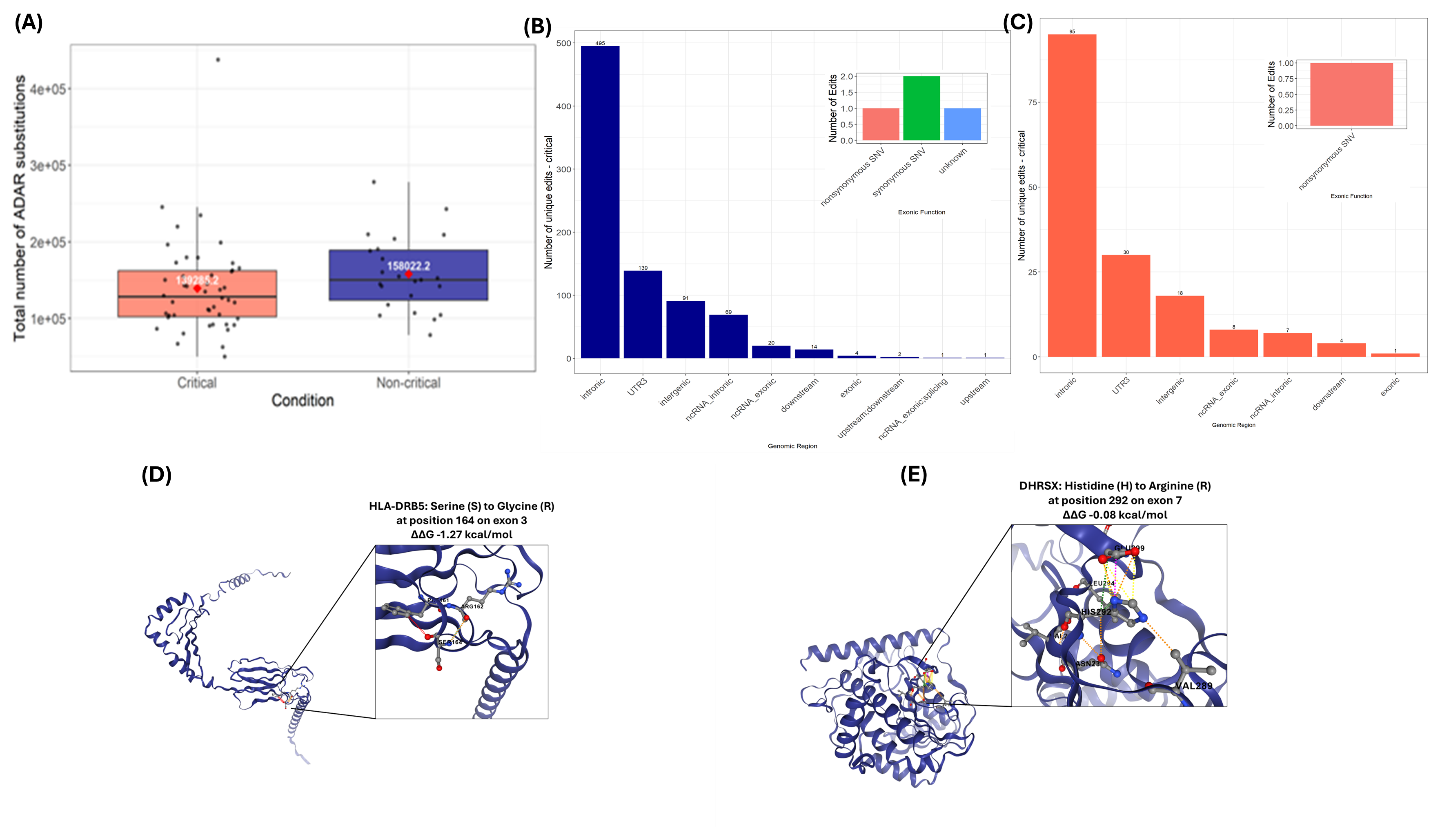 (A)
Total number of ADAR substitutions
4e+05
3e+05
2e+05
1e+05
158022.2
Critical
Non-critical
Condition
(B)
Number of unique edits - critical
500
400
300
200
100
0
495
139
91
69
20
14
4
2
1
1
intronic
UTR3
intergenic
ncRNA_intronic
ncRNA_exonic
downstream
exonic
upstream;downstream
ncRNA_exonic;splicing
upstream
Genomic Region
Number of Edits
2.0
1.5
1.0
0.5
0.0
nonsynonymous SNV
synonymous SNV
unknown
Exonic Function
(C)
Number of unique edits - critical
75
50
25
0
95
30
18
8
7
4
1
intronic
UTR3
intergenic
ncRNA_exonic
ncRNA_intronic
downstream
exonic
Genomic Region
Number of Edits
1.00
0.75
0.50
0.25
0.00
nonsynonymous SNV
Exonic Function
(D)
HLA-DRB5: Serine (S) to Glycine (R)
at position 164 on exon 3
ΔΔG -1.27 kcal/mol
ARG162
(E)
DHRSX: Histidine (H) to Arginine (R)
at position 292 on exon 7
ΔΔG -0.08 kcal/mol
HIS292
VAL289